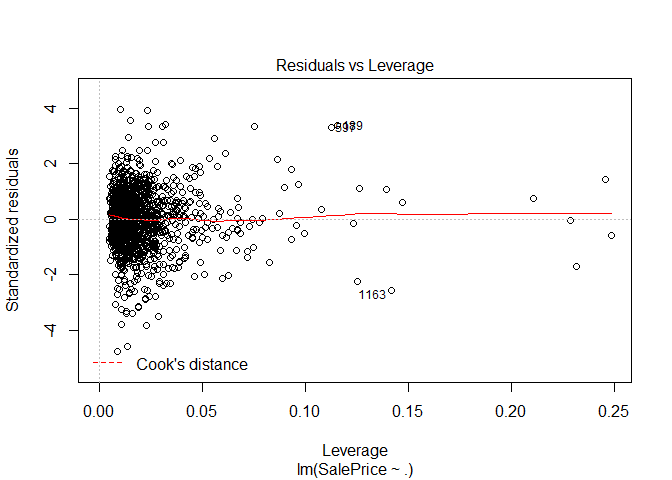 Residuals vs Leverage
Standardized residuals
4
2
0
-2
-4
1163
Cook's distance
0.00 0.05 0.10 0.15 0.20 0.25
Leverage
lm(SalePrice ~ .)